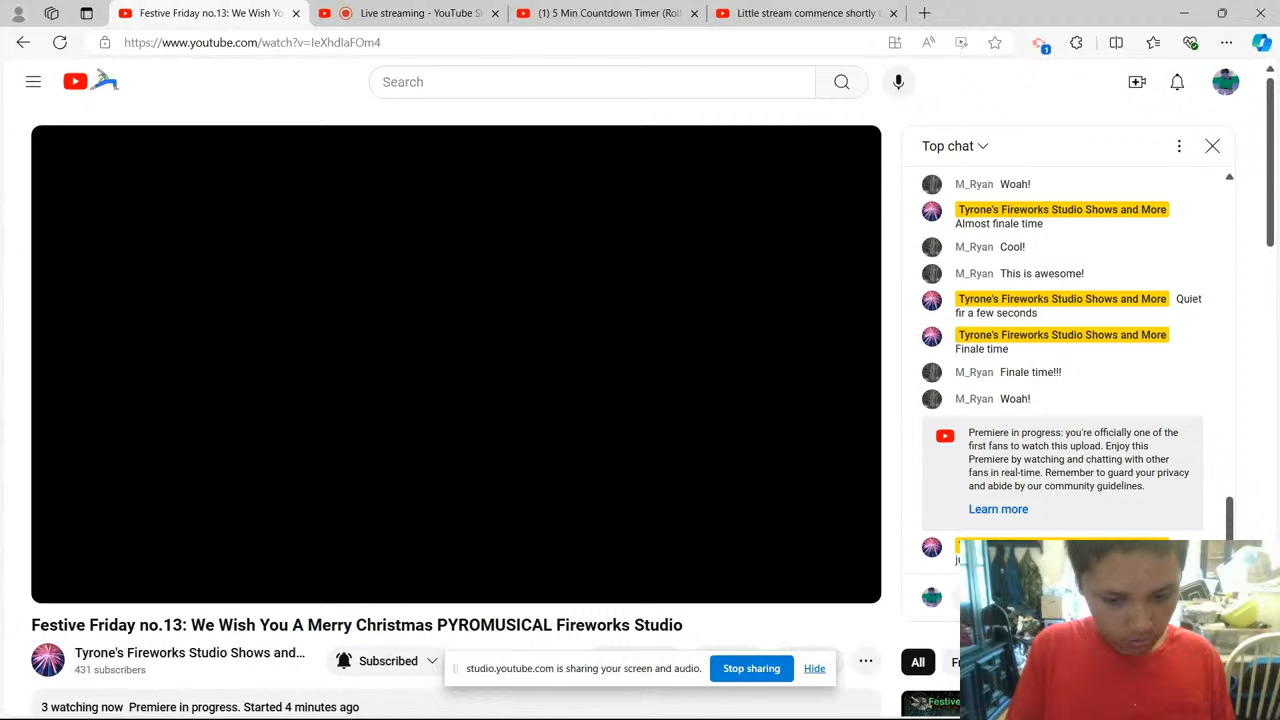 Festive Friday no.13: We Wish Yo
Live streaming - YouTube S
(1) Min Countdown Timer (Roll
Little stream comence shortly t
https://www.youtube.com/watch?v=IeXhdIaFOm4
1
Search
Top chat
M_Ryan Woah!
Tyrone's Fireworks Studio Shows and More
Almost finale time
M_Ryan Cool!
M_Ryan This is awesome!
Tyrone's Fireworks Studio Shows and More Quiet
fir a few seconds
Tyrone's Fireworks Studio Shows and More
Finale time
M_Ryan Finale time!!!
M_Ryan Woah!
Premiere in progress: you're officially one of the
first fans to watch this upload. Enjoy this
Premiere by watching and chatting with other
fans in real-time. Remember to guard your privacy
and abide by our community guidelines.
Learn more
Festive Friday no.13: We Wish You A Merry Christmas PYROMUSICAL Fireworks Studio
Tyrone's Fireworks Studio Shows and...
431 subscribers
Subscribed
studio.youtube.com is sharing your screen and audio.
Stop sharing
Hide
All
3 watching now Premiere in progress. Started 4 minutes ago
Festive